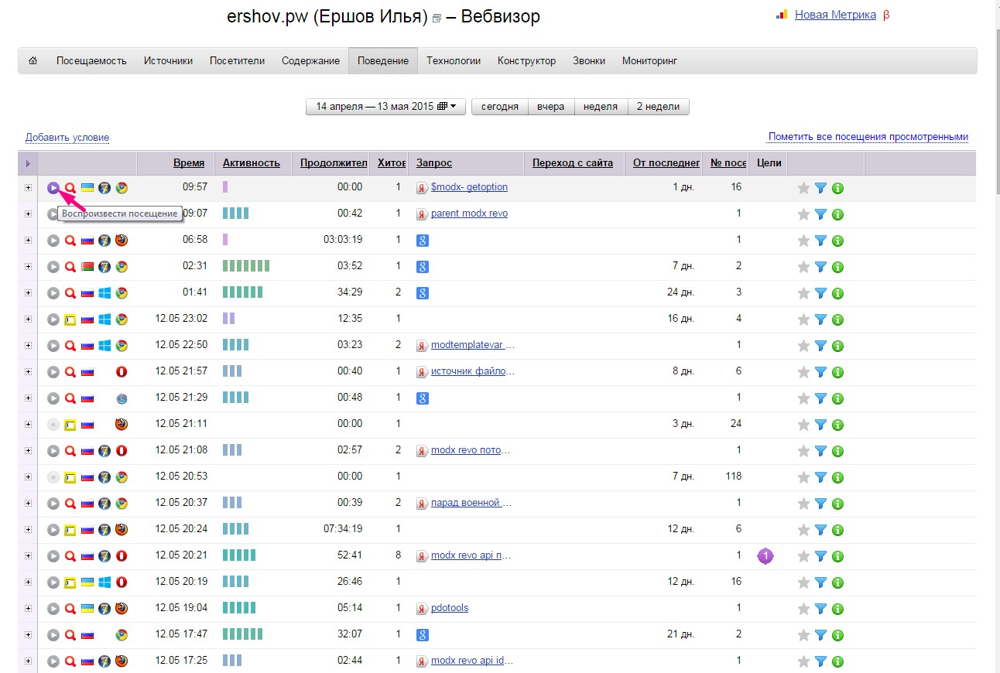 ershov.pw (Ершов Илья) – Вебвизор
Новая Метрика β
Посещаемость Источники Посетители Содержание Поведение Технологии Конструктор Звонки Мониторинг
14 апреля — 13 мая 2015 сегодня вчера неделя 2 недели
Добавить условие Пометить все посещения просмотренными
Время Активность Продолжител Хитов Запрос Переход с сайта От последнег № посе Цели
09:57 00:00 1 Я $modx- getoption 1 дн. 16
Воспроизвести посещение 09:07 00:42 1 Я parent modx revo 1
06:58 03:03:19 1 8 1
02:31 03:52 1 8 7 дн. 2
01:41 34:29 2 8 24 дн. 3
12.05 23:02 12:35 1 16 дн. 4
12.05 22:50 03:23 2 Я modtemplatevar ... 1
12.05 21:57 00:40 1 Я источник файло... 8 дн. 6
12.05 21:29 00:48 1 8 1
12.05 21:11 00:00 1 3 дн. 24
12.05 21:08 02:57 2 Я modx revo пото... 1
12.05 20:53 00:00 1 7 дн. 118
12.05 20:37 00:39 2 Я парад военной ... 1
12.05 20:24 07:34:19 1 12 дн. 6
12.05 20:21 52:41 8 Я modx revo api п... 1 1
12.05 20:19 26:46 1 12 дн. 16
12.05 19:04 05:14 1 Я pdotools 1
12.05 17:47 32:07 1 8 21 дн. 2
12.05 17:25 02:44 1 Я modx revo api id... 1